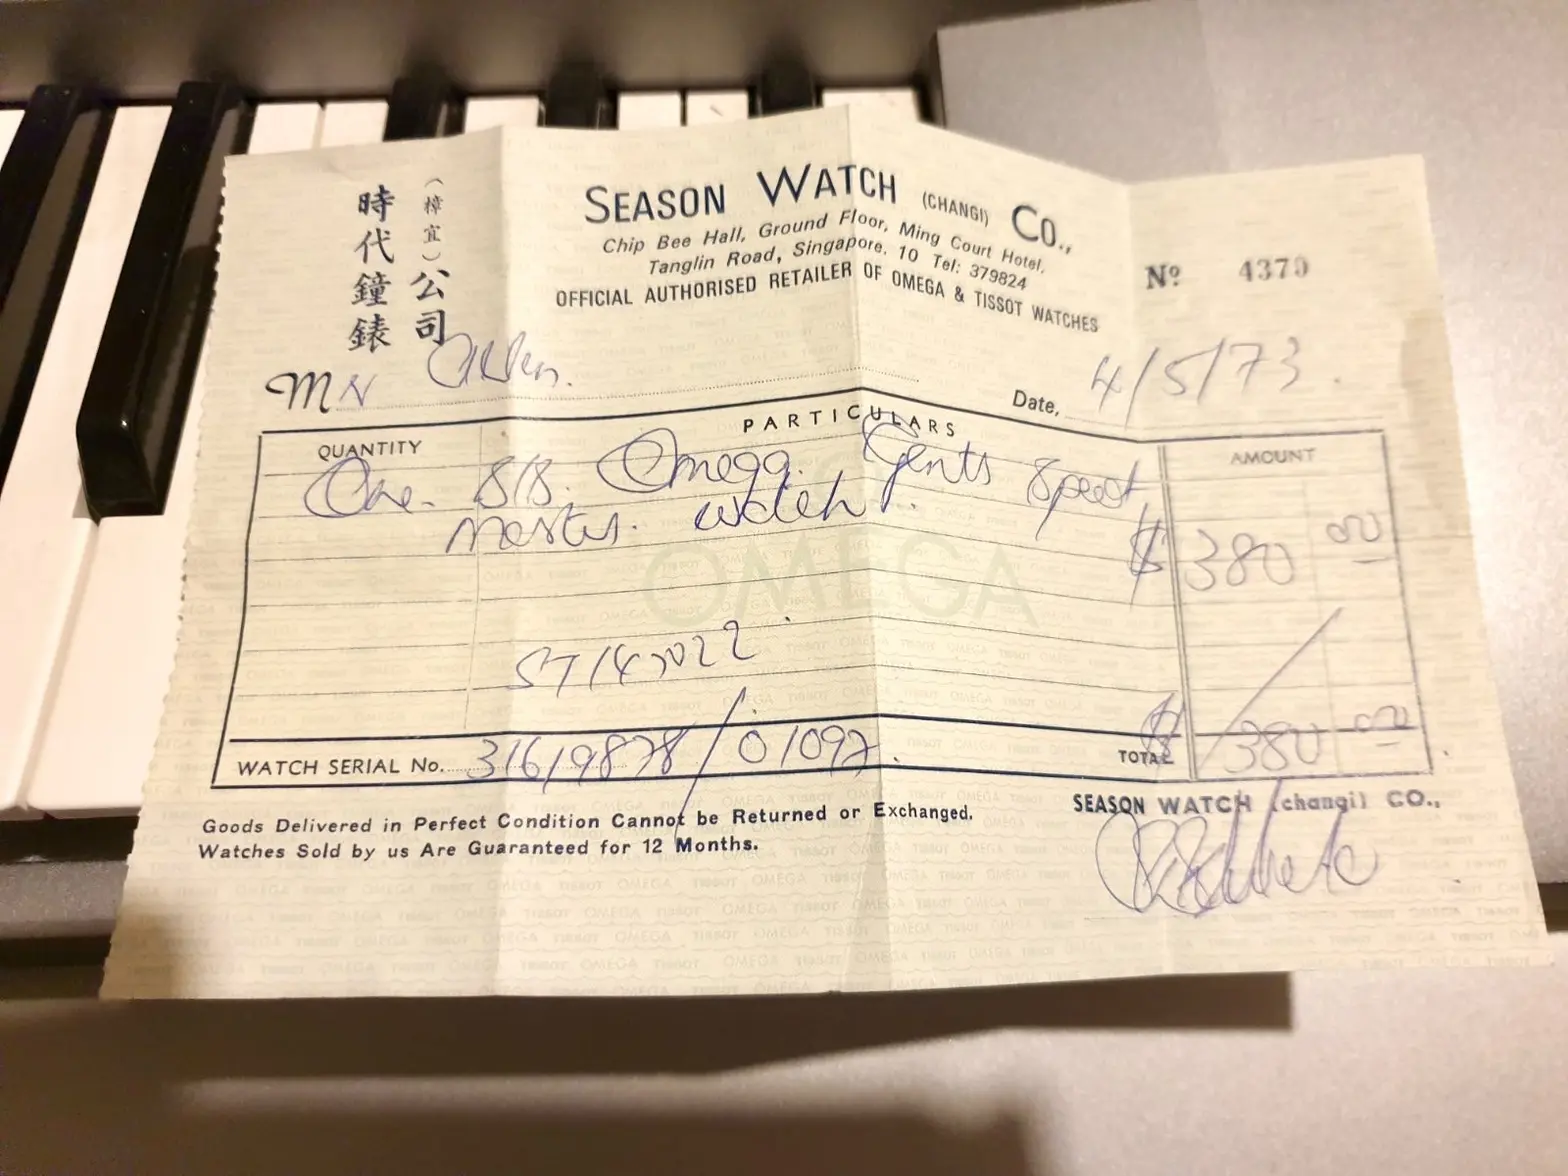 時代鐘錶
(樟宜)公司
SEASON WATCH (CHANGI) CO.,
Chip Bee Hall, Ground Floor, Ming Court Hotel,
Tanglin Road, Singapore. 10 Tel: 379824
OFFICIAL AUTHORISED RETAILER OF OMEGA & TISSOT WATCHES
Nº 4379
Date, 4/5/73.
QUANTITY PARTICULARS AMOUNT
One. S/S. Omega. Gents Speed
master. watch. $ 380 00
OMEGA
ST145022.
WATCH SERIAL No. 31619878/01092. TOTAL $ 380 00
Goods Delivered in Perfect Condition Cannot be Returned or Exchanged.
Watches Sold by us Are Guaranteed for 12 Months.
SEASON WATCH (changi) CO.,